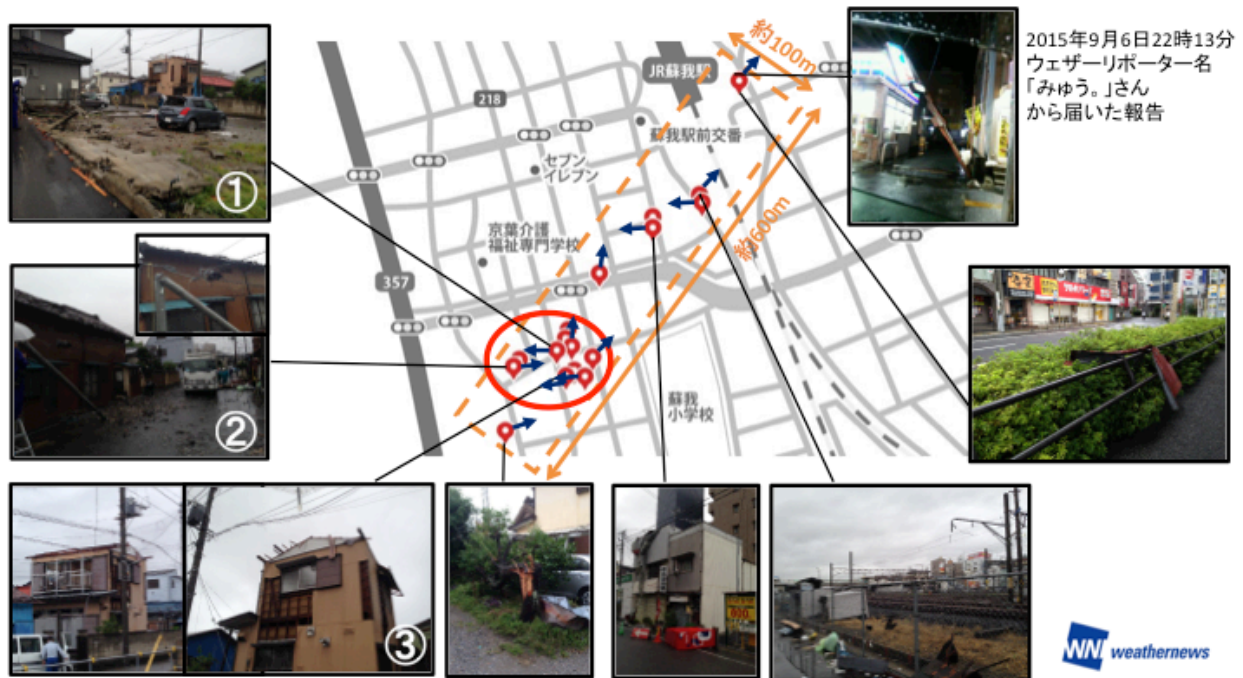 約100m
JR蘇我駅
2015年9月6日22時13分
ウェザーリポーター名
「みゅう。」さん
から届いた報告
218
蘇我駅前交番
セブン
イレブン
①
約600m
京葉介護
福祉専門学校
357
蘇我
小学校
②
③
WNI weathernews